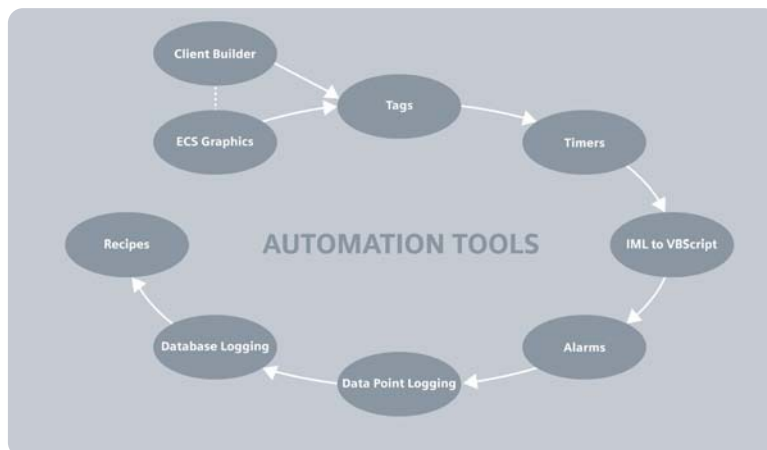 Client Builder
ECS Graphics
Tags
Timers
IML to VBScript
Alarms
Data Point Logging
Database Logging
Recipes
AUTOMATION TOOLS